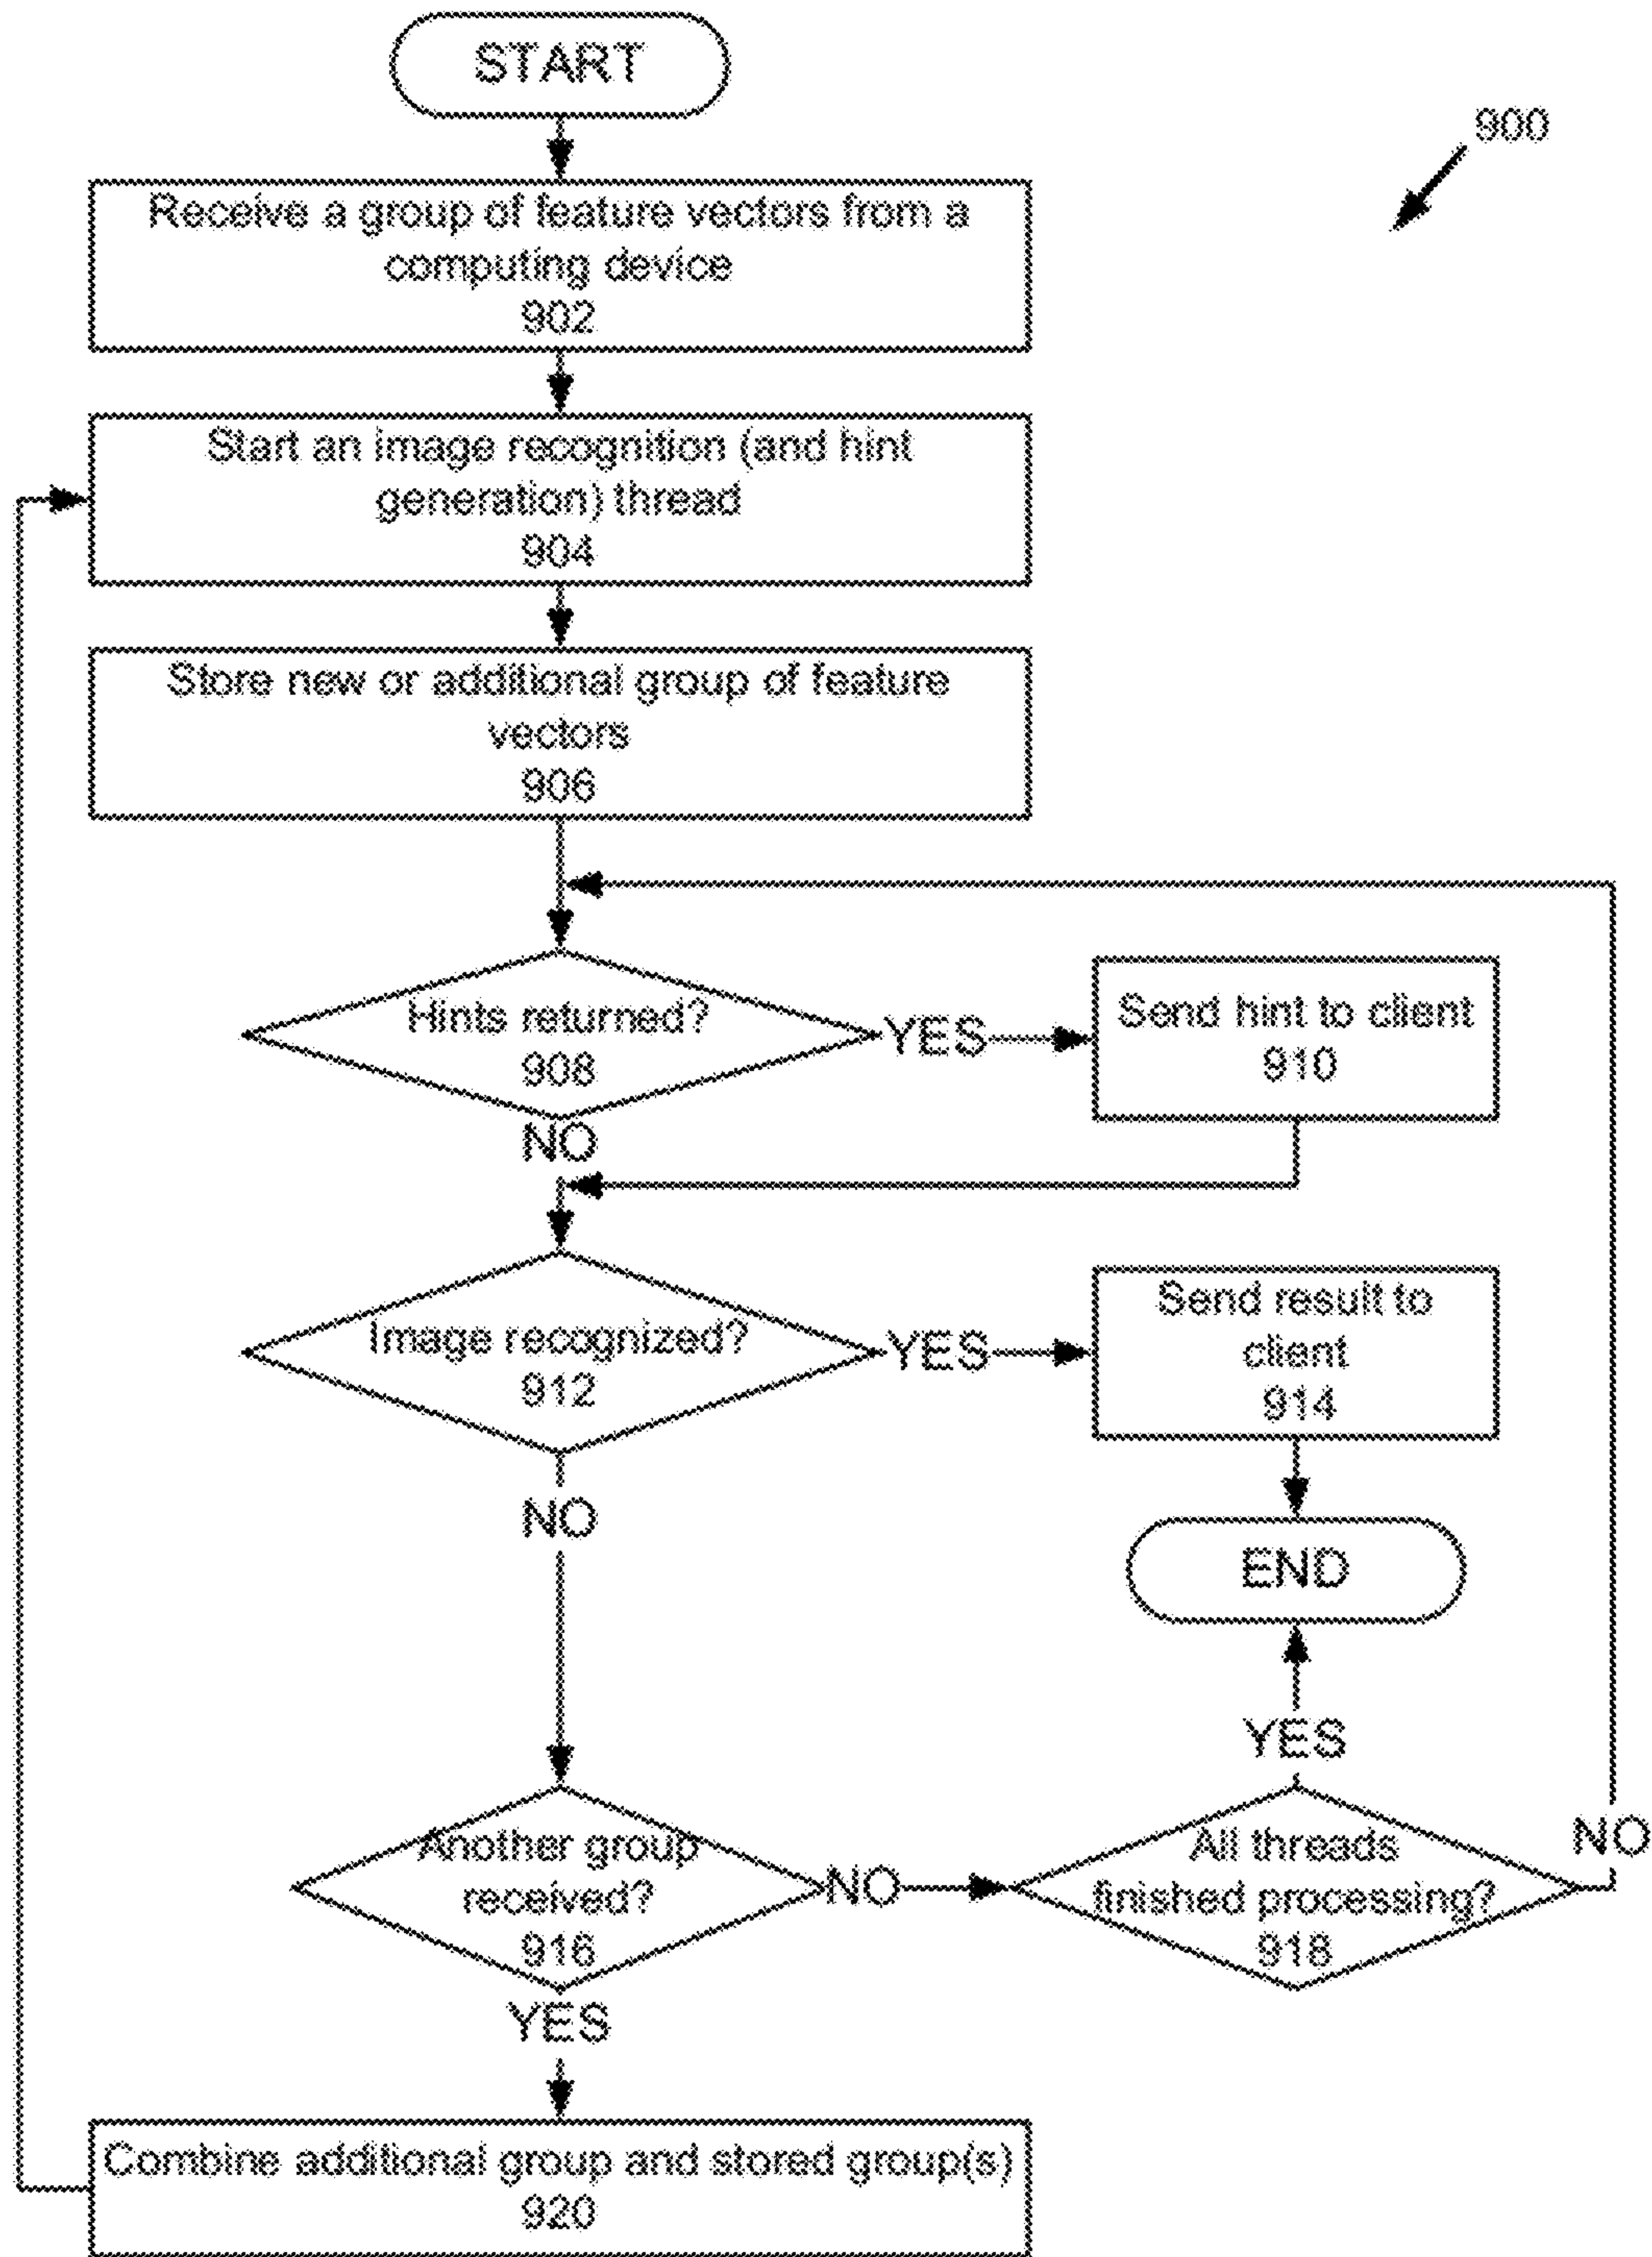 START
900
Receive a group of feature vectors from a
computing device
902
Start an image recognition (and hint
generation) thread
904
Store new or additional group of feature
vectors
906
Hints returned?
908
YES
Send hint to client
910
NO
Image recognized?
912
YES
Send result to
client
914
NO
END
YES
Another group
received?
916
NO
All threads
finished processing?
918
NO
YES
Combine additional group and stored group(s)
920